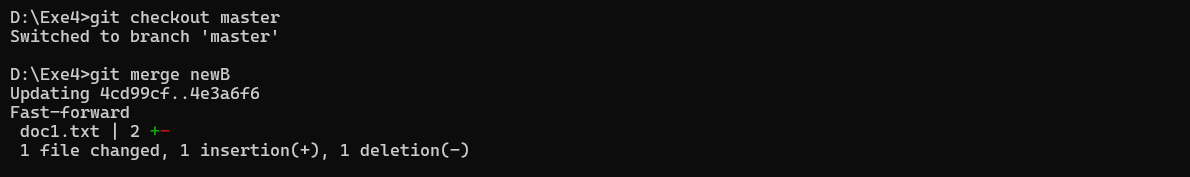 D:\Exe4>git checkout master
Switched to branch 'master'
D:\Exe4>git merge newB
Updating 4cd99cf..4e3a6f6
Fast-forward
 doc1.txt | 2 +-
 1 file changed, 1 insertion(+), 1 deletion(-)